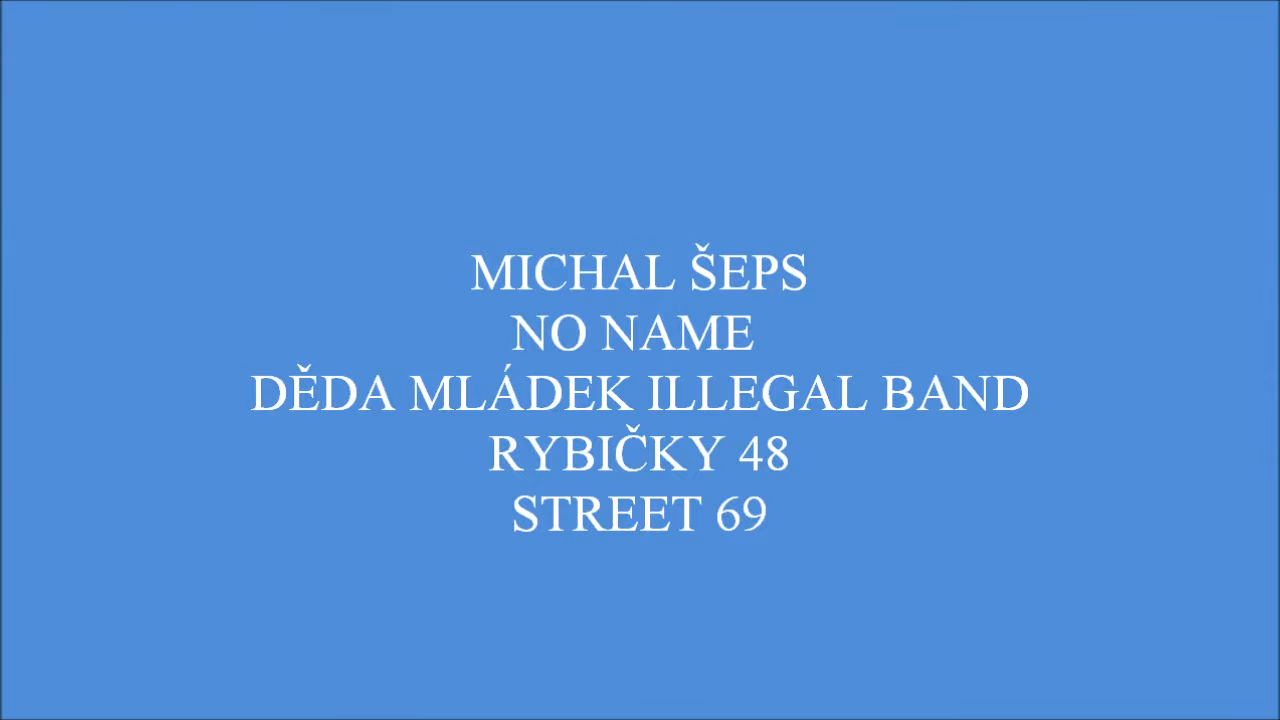 MICHAL ŠEPS
NO NAME
DĚDA MLÁDEK ILLEGAL BAND
RYBIČKY 48
STREET 69